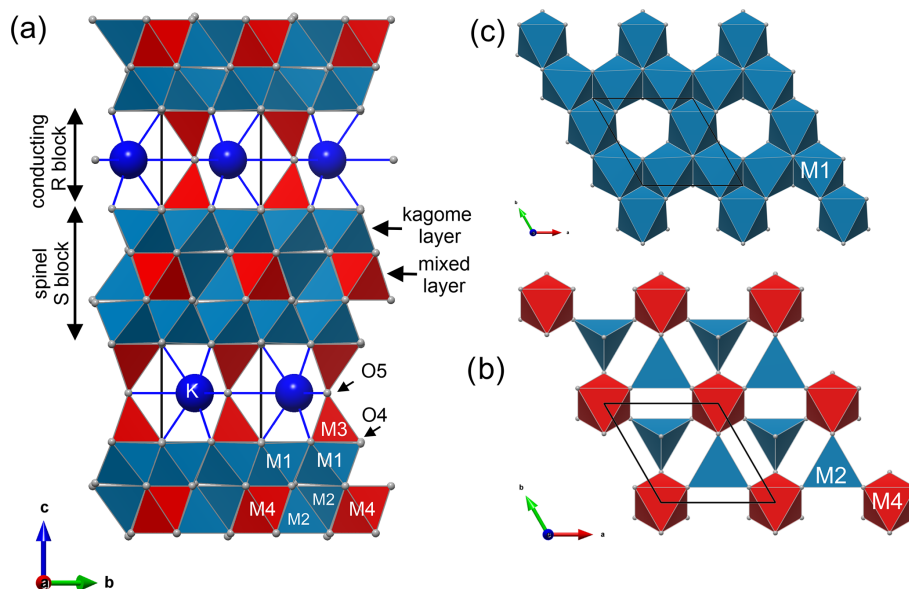 (a)
conducting
R block
spinel
S block
kagome
layer
mixed
layer
K
O5
O4
M3
M1
M1
M2
M4
M4
M2
c
a
b
(c)
M1
b
a
(b)
M2
M4
b
a